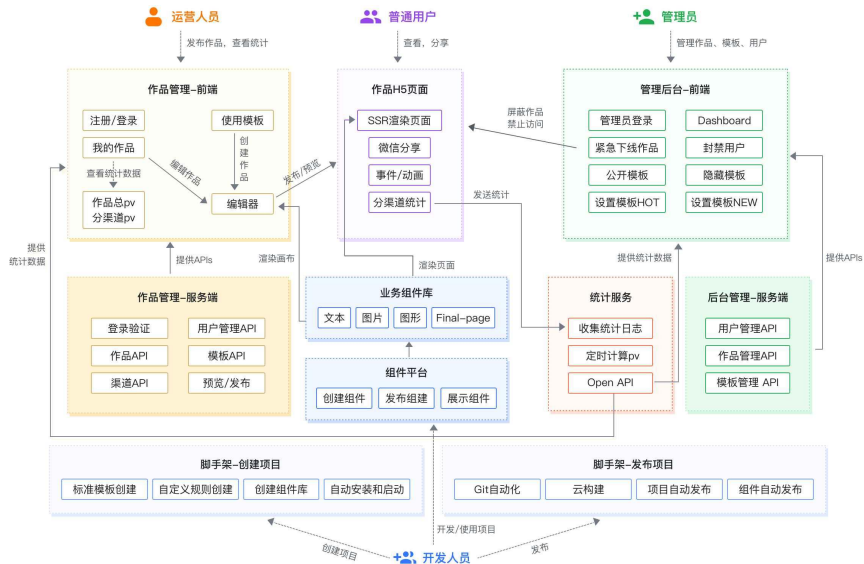 运营人员
普通用户
管理员
发布作品，查看统计
查看，分享
管理作品、模板、用户
作品管理-前端
注册/登录
使用模板
我的作品
创建作品
查看统计数据
编辑作品
作品总pv
分渠道pv
编辑器
发布/预览
作品H5页面
SSR渲染页面
微信分享
事件/动画
分渠道统计
屏蔽作品
禁止访问
发送统计
管理后台-前端
管理员登录
Dashboard
紧急下线作品
封禁用户
公开模板
隐藏模板
设置模板HOT
设置模板NEW
提供
统计数据
提供APIs
渲染画布
渲染页面
提供统计数据
提供APIs
作品管理-服务端
登录验证
用户管理API
作品API
模板API
渠道API
预览/发布
业务组件库
文本
图片
图形
Final-page
组件平台
创建组件
发布组建
展示组件
统计服务
收集统计日志
定时计算pv
Open API
后台管理-服务端
用户管理API
作品管理API
模板管理 API
脚手架-创建项目
标准模板创建
自定义规则创建
创建组件库
自动安装和启动
脚手架-发布项目
Git自动化
云构建
项目自动发布
组件自动发布
开发/使用项目
创建项目
发布
开发人员